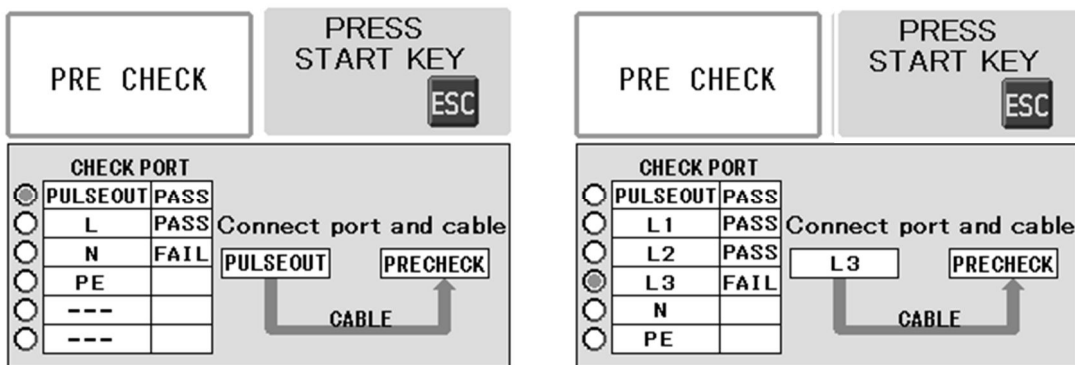 PRE CHECK
PRESS
START KEY
ESC
CHECK PORT
PULSEOUT PASS
L PASS
N FAIL
PE
---
---
Connect port and cable
PULSEOUT PRECHECK
CABLE
PRE CHECK
PRESS
START KEY
ESC
CHECK PORT
PULSEOUT PASS
L1 PASS
L2 PASS
L3 FAIL
N
PE
Connect port and cable
L3 PRECHECK
CABLE